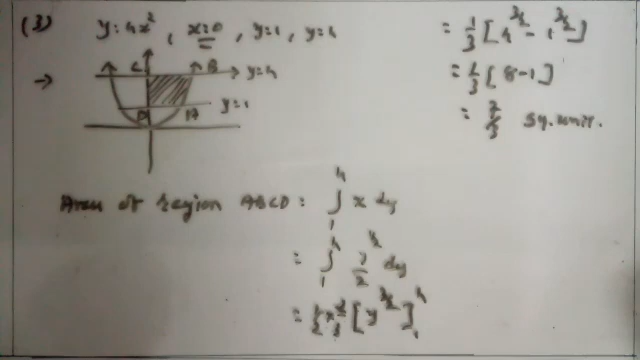 (3) y = 4x², x=0, y=1, y=4
→ C B y=4
y=1
D A
Area of region ABCD = ∫₁⁴ x dy
= ∫₁⁴ y^{1/2}/2 dy
= 1/2 × 2/3 [y^{3/2}]₁⁴
= 1/3 [4^{3/2} - 1^{3/2}]
= 1/3 [8-1]
= 7/3 sq. unit.